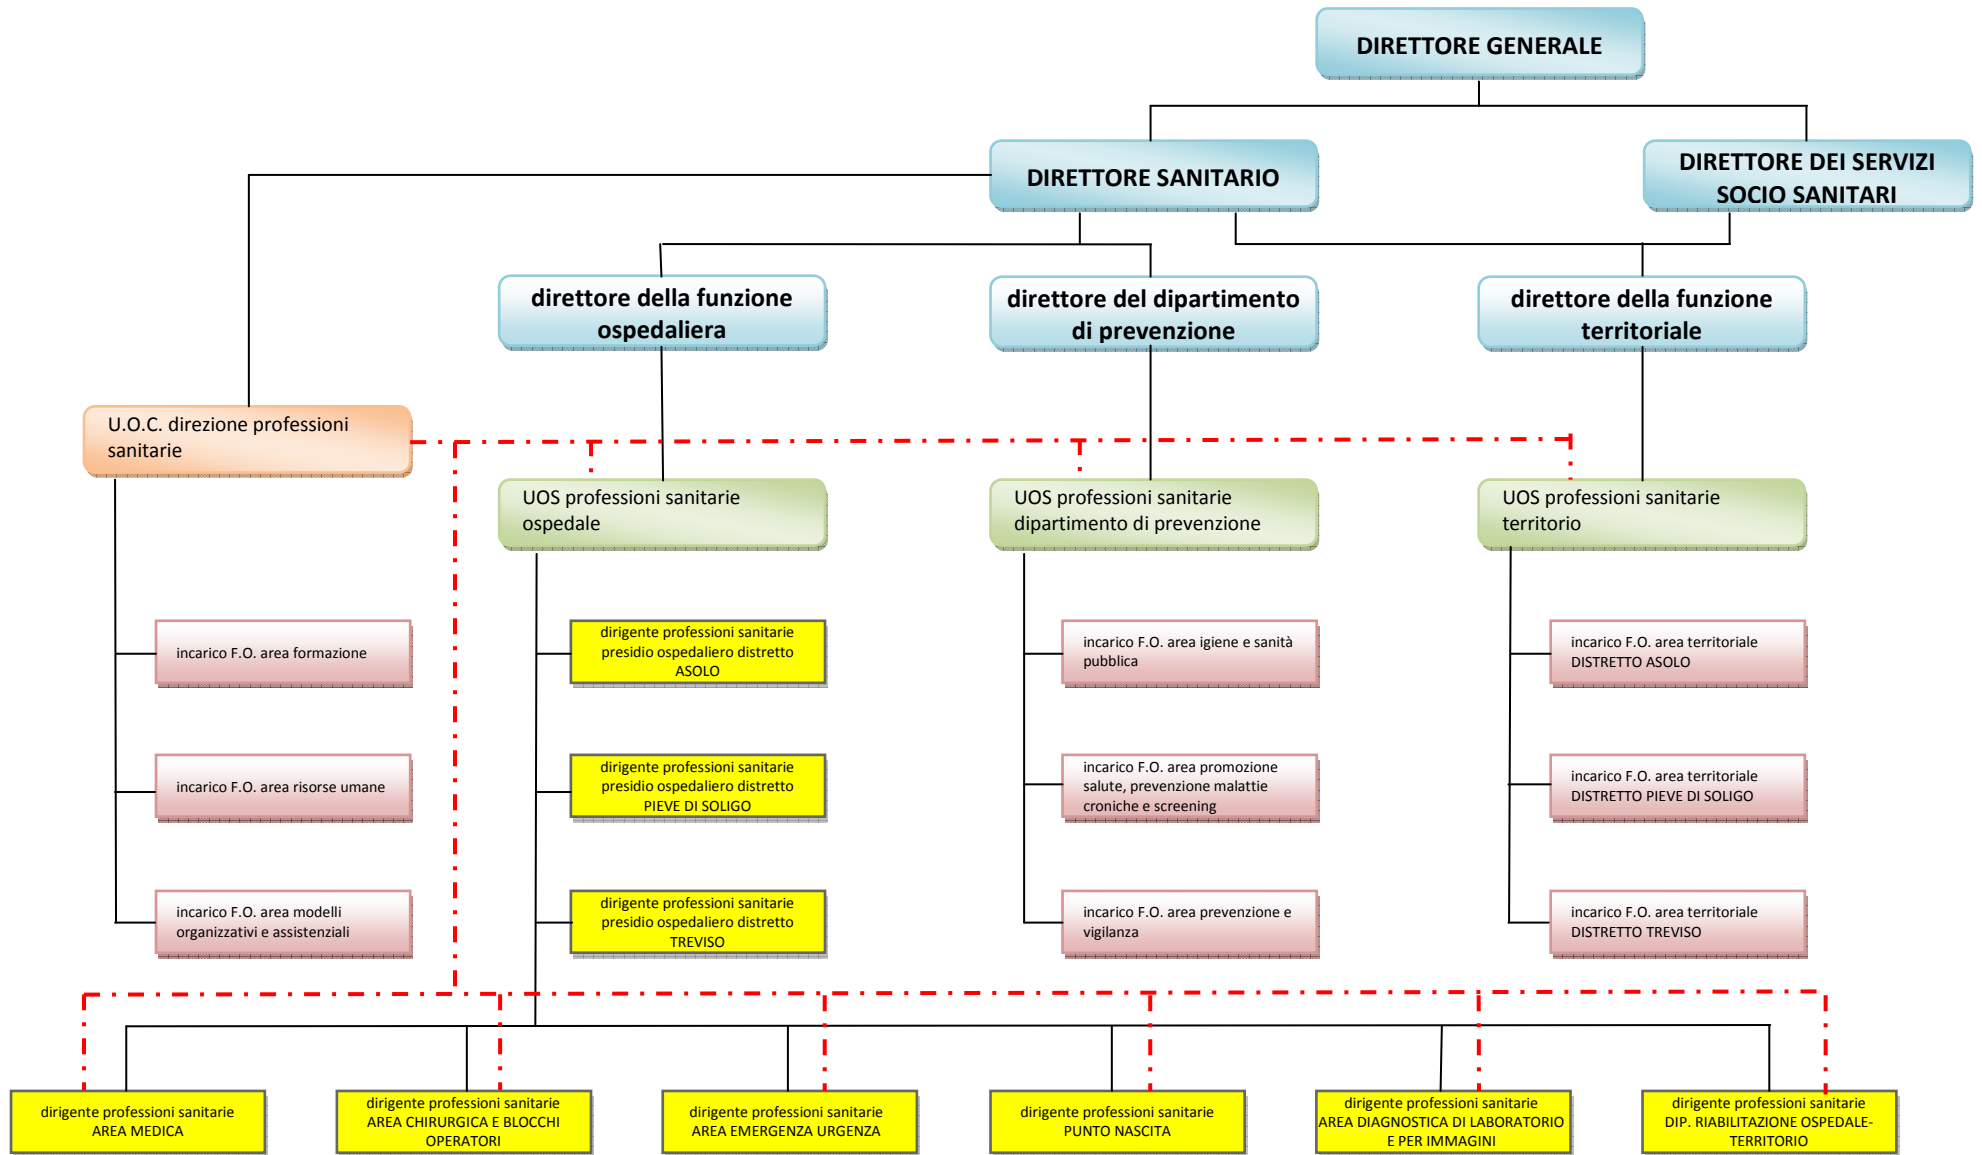 DIRETTORE GENERALE
DIRETTORE SANITARIO
DIRETTORE DEI SERVIZI
SOCIO SANITARI
direttore della funzione
ospedaliera
direttore del dipartimento
di prevenzione
direttore della funzione
territoriale
U.O.C. direzione professioni
sanitarie
UOS professioni sanitarie
ospedale
UOS professioni sanitarie
dipartimento di prevenzione
UOS professioni sanitarie
territorio
incarico F.O. area formazione
dirigente professioni sanitarie
presidio ospedaliero distretto
ASOLO
incarico F.O. area igiene e sanità
pubblica
incarico F.O. area territoriale
DISTRETTO ASOLO
incarico F.O. area risorse umane
dirigente professioni sanitarie
presidio ospedaliero distretto
PIEVE DI SOLIGO
incarico F.O. area promozione
salute, prevenzione malattie
croniche e screening
incarico F.O. area territoriale
DISTRETTO PIEVE DI SOLIGO
incarico F.O. area modelli
organizzativi e assistenziali
dirigente professioni sanitarie
presidio ospedaliero distretto
TREVISO
incarico F.O. area prevenzione e
vigilanza
incarico F.O. area territoriale
DISTRETTO TREVISO
dirigente professioni sanitarie
AREA MEDICA
dirigente professioni sanitarie
AREA CHIRURGICA E BLOCCHI
OPERATORI
dirigente professioni sanitarie
AREA EMERGENZA URGENZA
dirigente professioni sanitarie
PUNTO NASCITA
dirigente professioni sanitarie
AREA DIAGNOSTICA DI LABORATORIO
E PER IMMAGINI
dirigente professioni sanitarie
DIP. RIABILITAZIONE OSPEDALE-
TERRITORIO